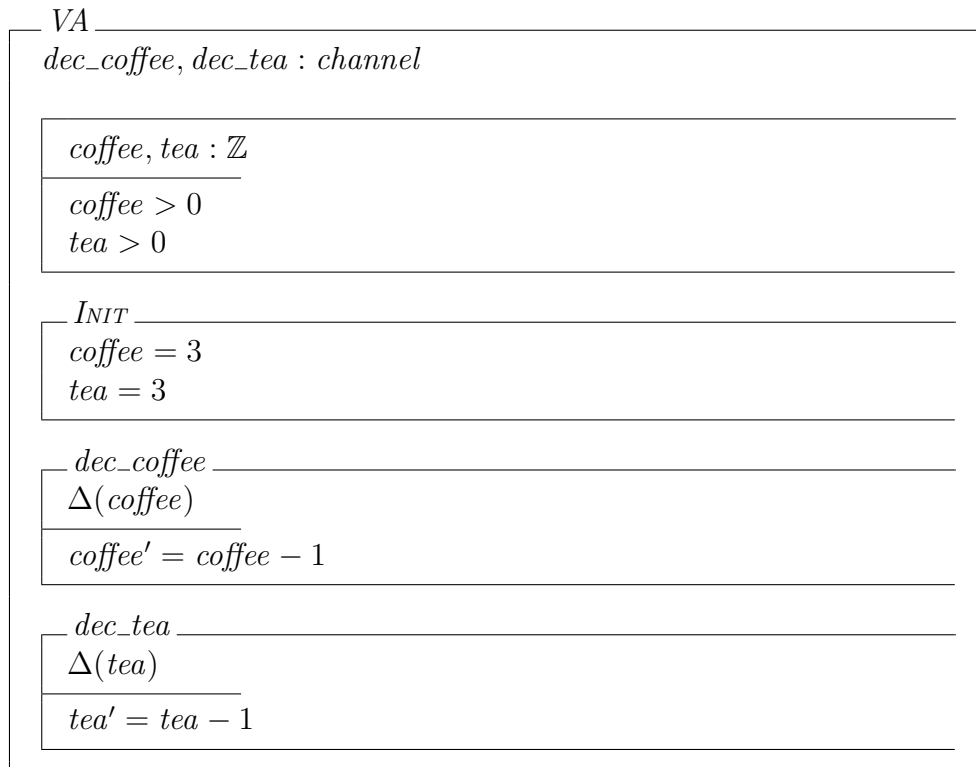 VA
dec_coffee, dec_tea : channel
coffee, tea : ℤ
coffee > 0
tea > 0
INIT
coffee = 3
tea = 3
dec_coffee
Δ(coffee)
coffee′ = coffee − 1
dec_tea
Δ(tea)
tea′ = tea − 1